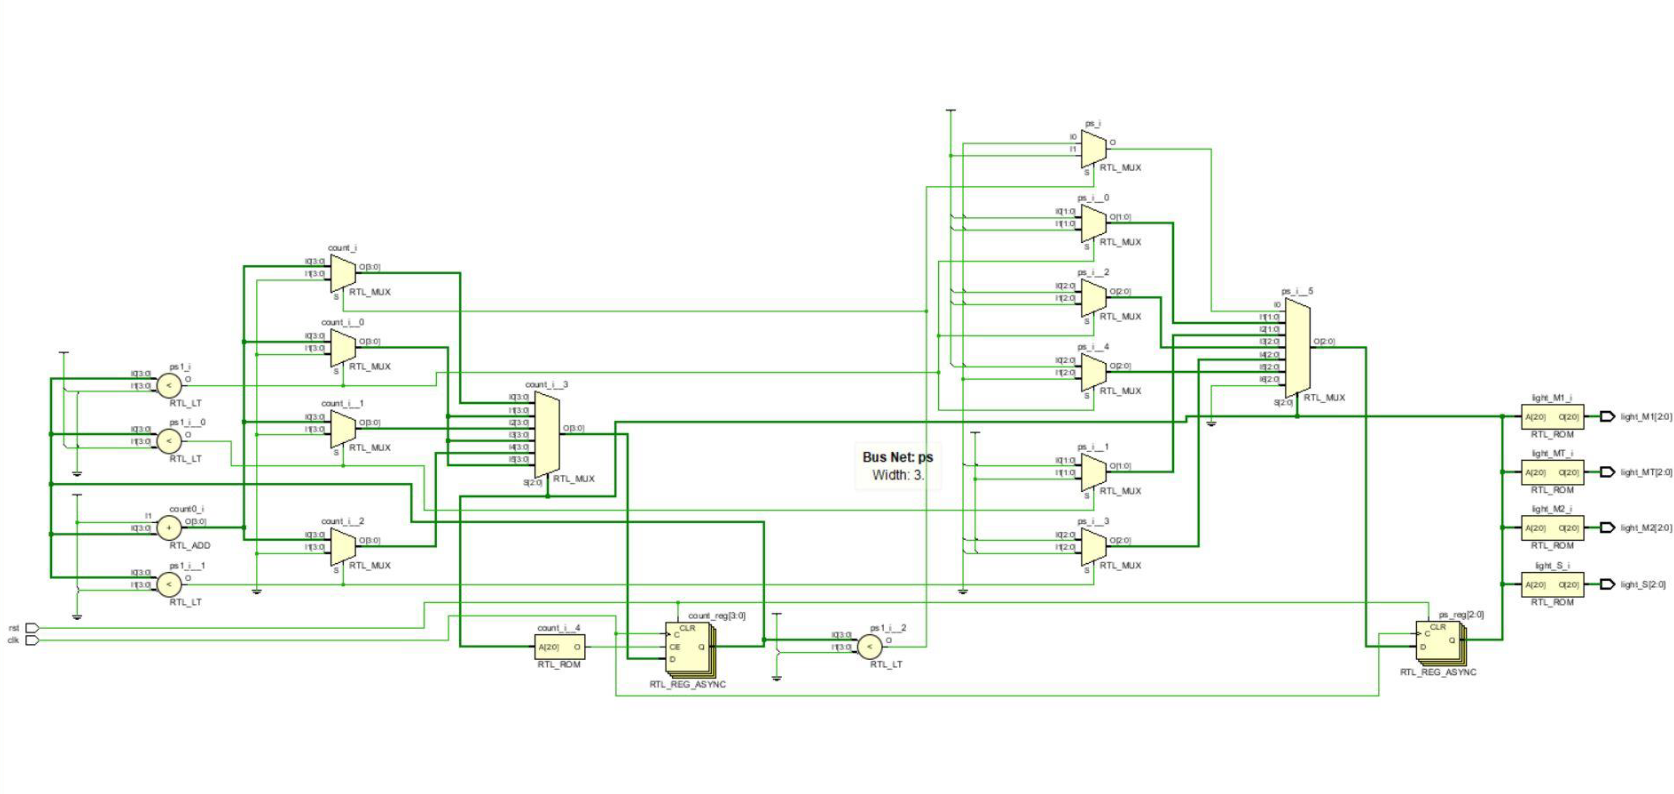 ps_i
I0
I1
O
S
RTL_MUX
ps_i__0
I0[1:0]
I1[1:0]
O[1:0]
S
RTL_MUX
ps_i__2
I0[2:0]
I1[2:0]
O[2:0]
S
RTL_MUX
ps_i__4
I0[2:0]
I1[2:0]
O[2:0]
S
RTL_MUX
ps_i__1
I0[1:0]
I1[1:0]
O[1:0]
S
RTL_MUX
ps_i__3
I0[2:0]
I1[2:0]
O[2:0]
S
RTL_MUX
ps_i__5
I0
I1[1:0]
I2[1:0]
I3[2:0]
I4[2:0]
I5[2:0]
I6[2:0]
O[2:0]
S[2:0]
RTL_MUX
count_i
I0[3:0]
I1[3:0]
O[3:0]
S
RTL_MUX
count_i__0
I0[3:0]
I1[3:0]
O[3:0]
S
RTL_MUX
count_i__1
I0[3:0]
I1[3:0]
O[3:0]
S
RTL_MUX
count_i__2
I0[3:0]
I1[3:0]
O[3:0]
S
RTL_MUX
count_i__3
I0[3:0]
I1[3:0]
I2[3:0]
I3[3:0]
I4[3:0]
I5[3:0]
O[3:0]
S[2:0]
RTL_MUX
ps1_i
I0[3:0]
I1[3:0]
<
O
RTL_LT
ps1_i__0
I0[3:0]
I1[3:0]
<
O
RTL_LT
count0_i
I1
I0[3:0]
+
O[3:0]
RTL_ADD
ps1_i__1
I0[3:0]
I1[3:0]
<
O
RTL_LT
Bus Net: ps
Width: 3.
rst
clk
count_i__4
A[2:0]
O
RTL_ROM
count_reg[3:0]
CLR
C
CE
D
Q
RTL_REG_ASYNC
ps1_i__2
I0[3:0]
I1[3:0]
<
O
RTL_LT
ps_reg[2:0]
CLR
C
D
Q
RTL_REG_ASYNC
light_M1_i
A[2:0]
O[2:0]
RTL_ROM
light_M1[2:0]
light_MT_i
A[2:0]
O[2:0]
RTL_ROM
light_MT[2:0]
light_M2_i
A[2:0]
O[2:0]
RTL_ROM
light_M2[2:0]
light_S_i
A[2:0]
O[2:0]
RTL_ROM
light_S[2:0]